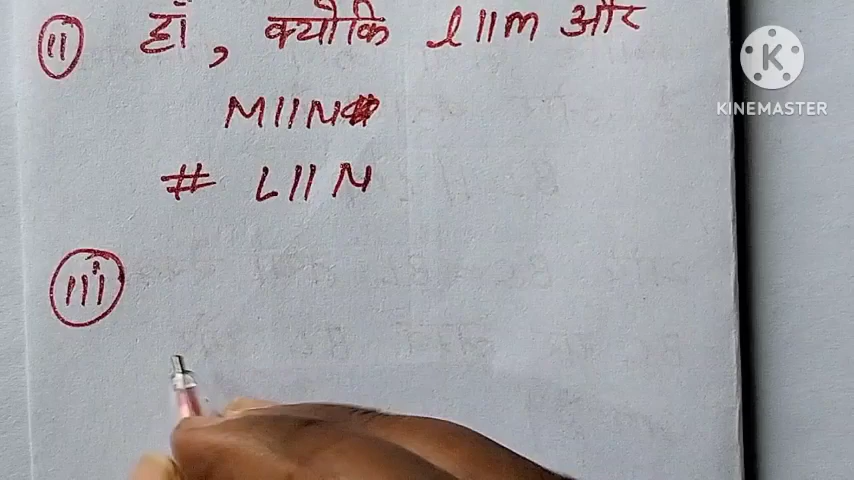 ii हाँ, क्योकि l || m और
M || N
# L || N
iii
K
KINEMASTER